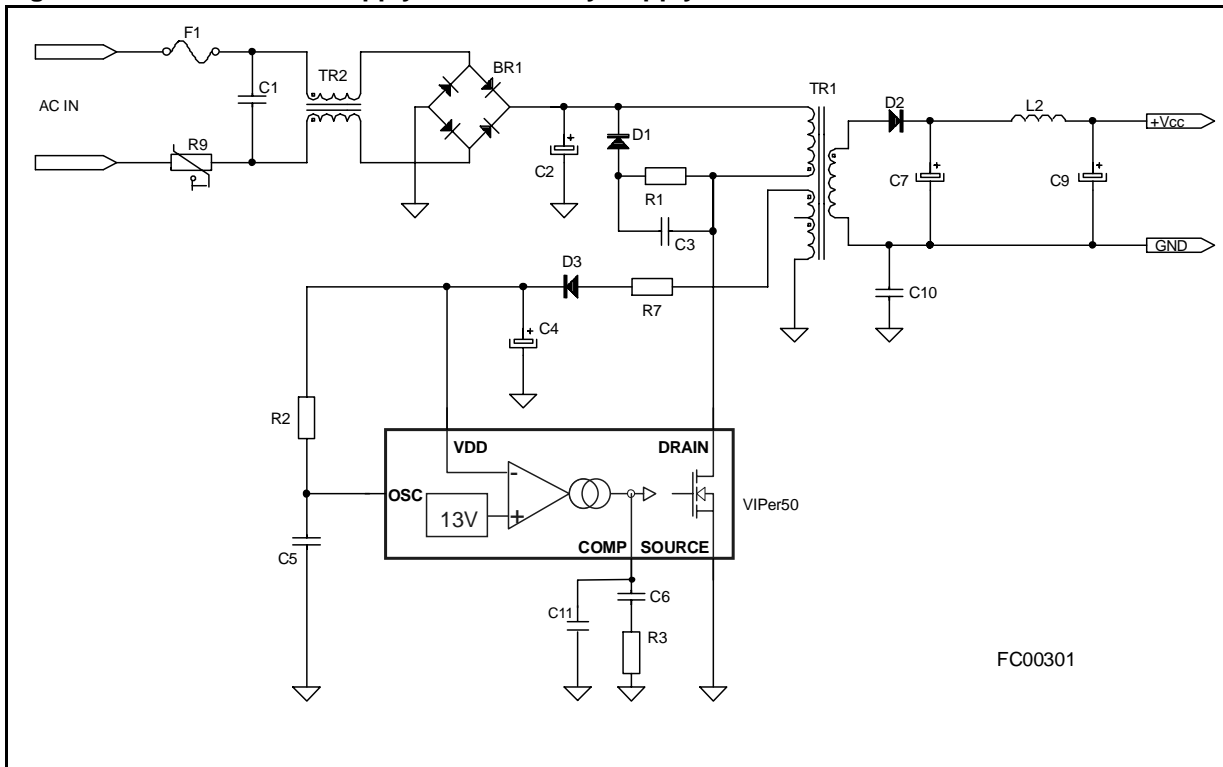 F1
BR1
TR2
TR1
C1
D2
L2
AC IN
+Vcc
D1
R9
C2
+
R1
C7
+
C9
+
C3
GND
D3
R7
C10
C4
+
R2
VDD
DRAIN
-
OSC
13V
+
VIPer50
COMP
SOURCE
C5
C6
C11
R3
FC00301